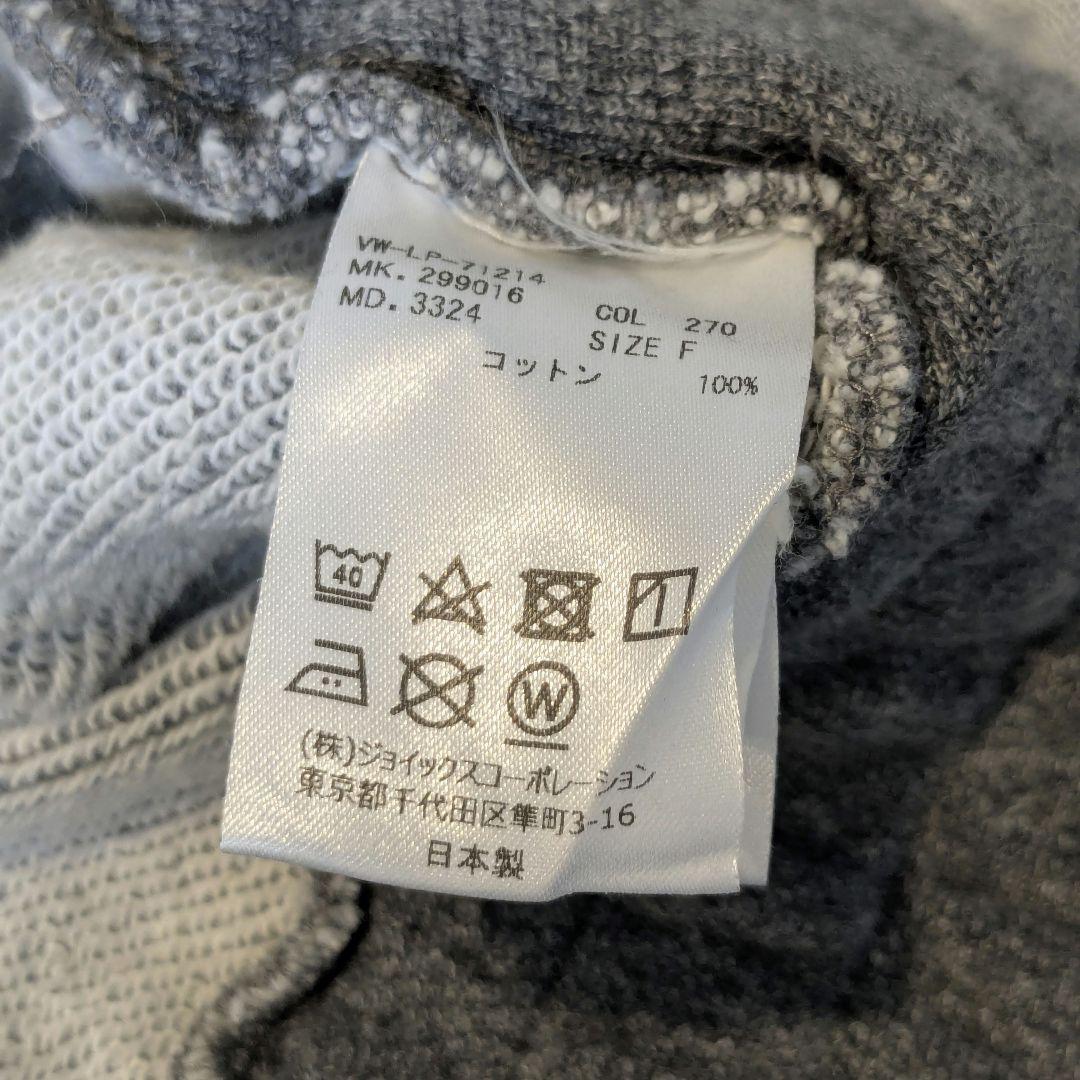 VW-LP-71214
MK. 299016
MD. 3324
COL 270
SIZE F
コットン 100%
40
W
(株)ジョイックスコーポレーション
東京都千代田区隼町3-16
日本製